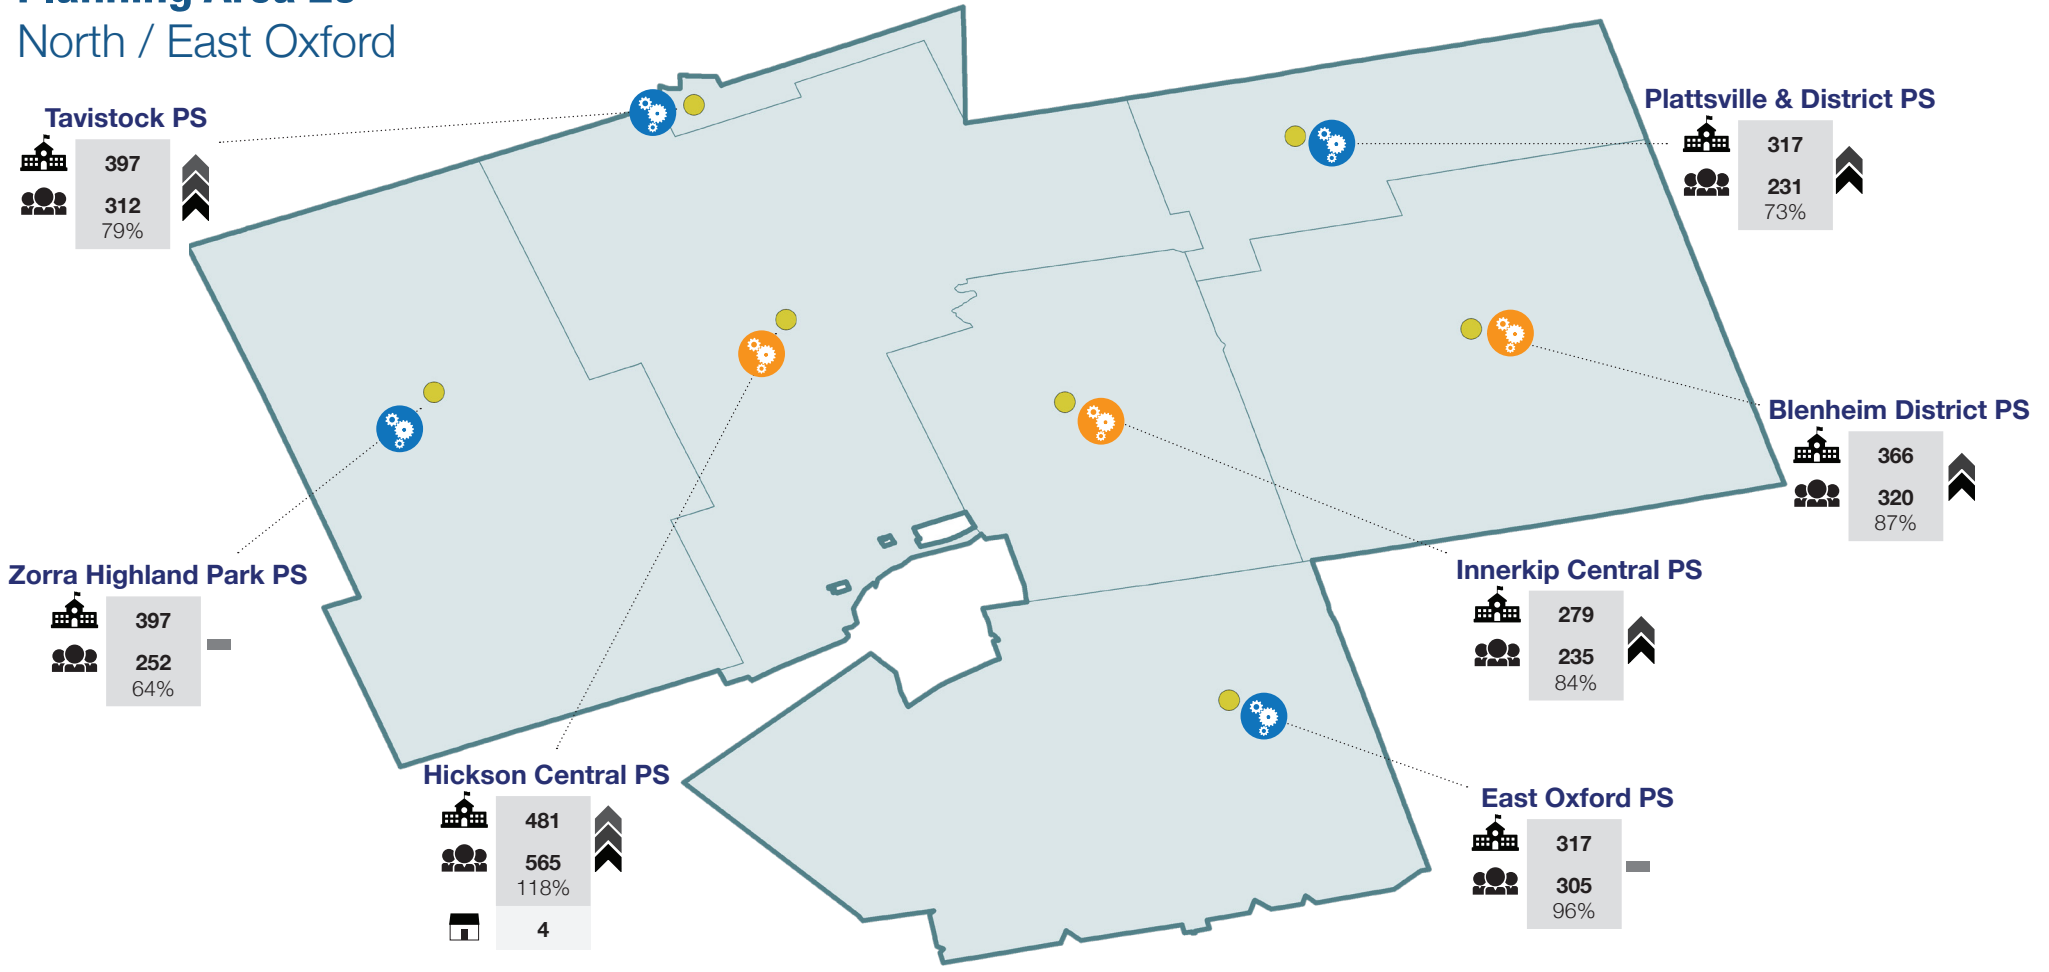 North / East Oxford
Tavistock PS
397
312
79%
Plattsville & District PS
317
231
73%
Blenheim District PS
366
320
87%
Zorra Highland Park PS
397
252
64%
Innerkip Central PS
279
235
84%
Hickson Central PS
481
565
118%
4
East Oxford PS
317
305
96%